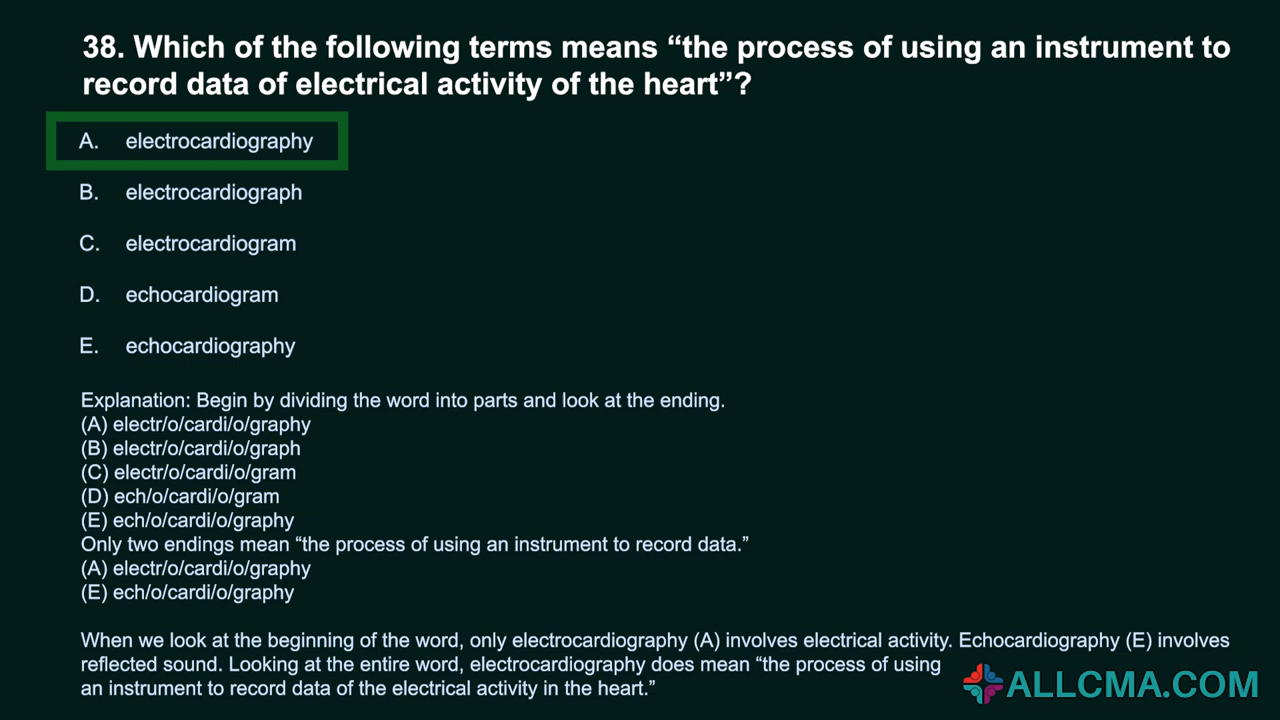 38. Which of the following terms means “the process of using an instrument to
record data of electrical activity of the heart”?
A. electrocardiography
B. electrocardiograph
C. electrocardiogram
D. echocardiogram
E. echocardiography
Explanation: Begin by dividing the word into parts and look at the ending.
(A) electr/o/cardi/o/graphy
(B) electr/o/cardi/o/graph
(C) electr/o/cardi/o/gram
(D) ech/o/cardi/o/gram
(E) ech/o/cardi/o/graphy
Only two endings mean “the process of using an instrument to record data.”
(A) electr/o/cardi/o/graphy
(E) ech/o/cardi/o/graphy
When we look at the beginning of the word, only electrocardiography (A) involves electrical activity. Echocardiography (E) involves
reflected sound. Looking at the entire word, electrocardiography does mean “the process of using
an instrument to record data of the electrical activity in the heart.”
ALLCMA.COM